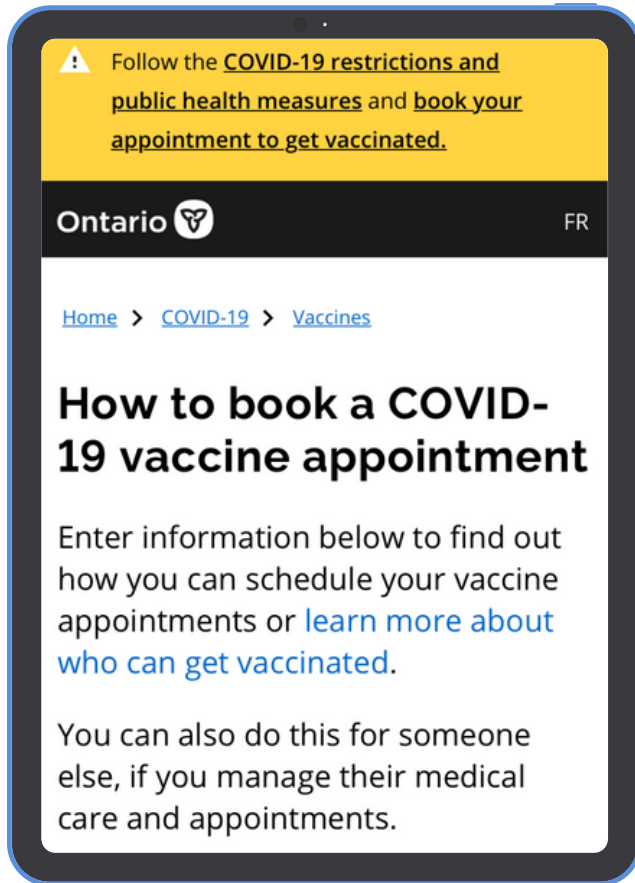 Follow the COVID-19 restrictions and
public health measures and book your
appointment to get vaccinated.
Ontario
FR
Home > COVID-19 > Vaccines
How to book a COVID-
19 vaccine appointment
Enter information below to find out
how you can schedule your vaccine
appointments or learn more about
who can get vaccinated.
You can also do this for someone
else, if you manage their medical
care and appointments.